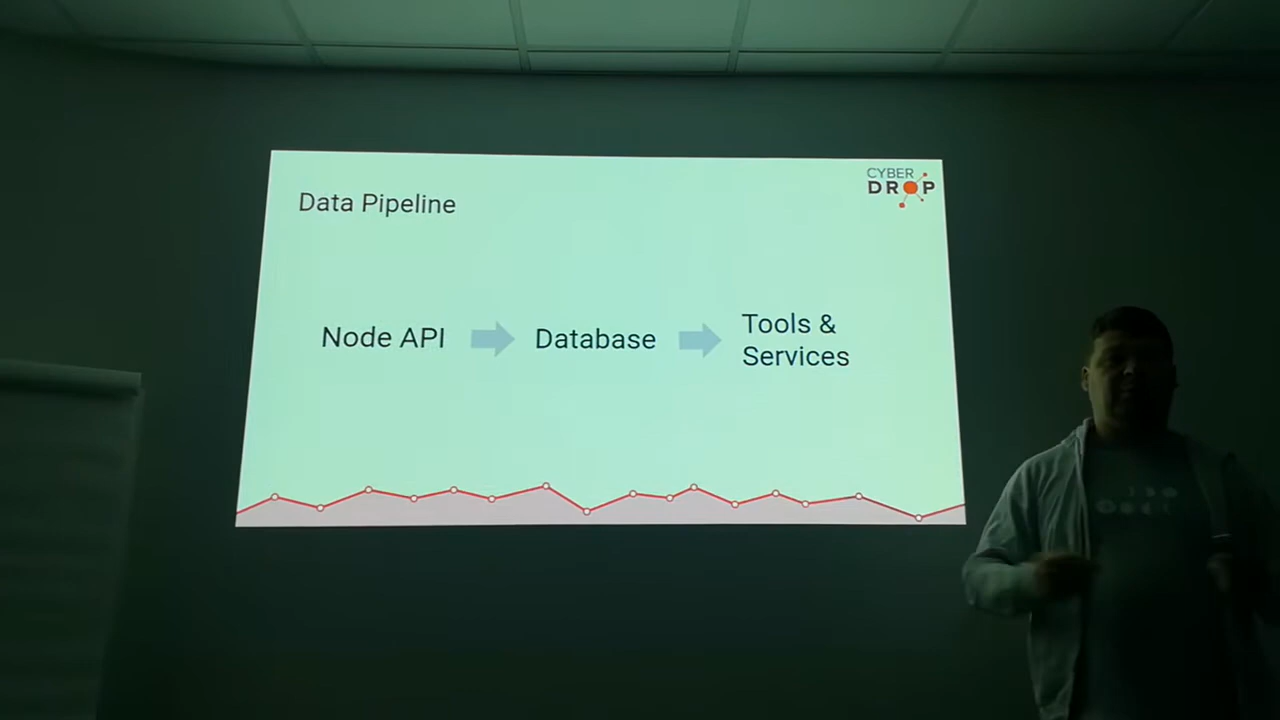 CYBER
DROP
Data Pipeline
Node API
Database
Tools &
Services